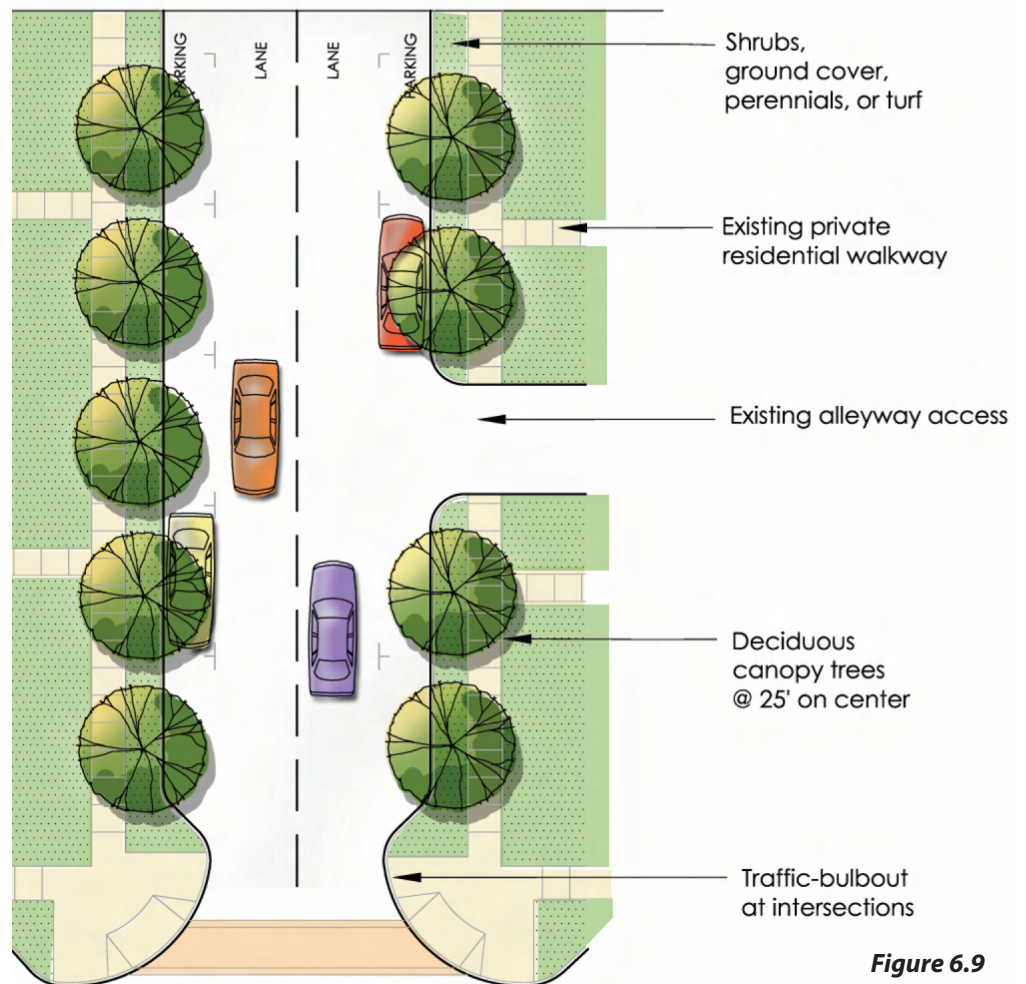 PARKING
LANE
LANE
PARKING
Shrubs,
ground cover,
perennials, or turf
Existing private
residential walkway
Existing alleyway access
Deciduous
canopy trees
@ 25' on center
Traffic-bulbout
at intersections
Figure 6.9